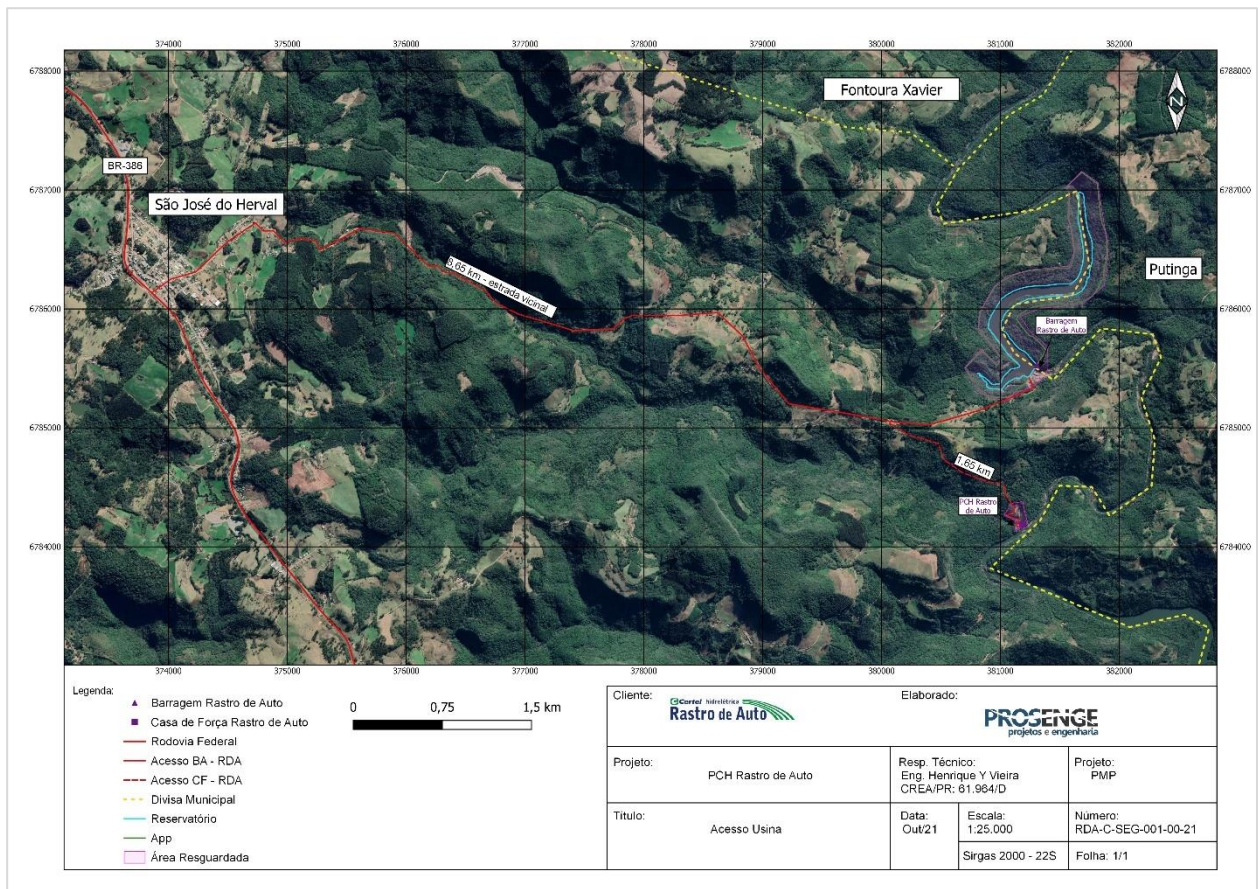 374000 375000 376000 377000 378000 379000 380000 381000 382000
6788000 6788000
Fontoura Xavier
N
BR-386
6787000 6787000
São José do Herval
Putinga
8,65 km - estrada vicinal
6786000 6786000
Barragem
Rastro de Auto
6785000 6785000
1,65 km
PCH Rastro
de Auto
6784000 6784000
374000 375000 376000 377000 378000 379000 380000 381000 382000
Legenda:
Barragem Rastro de Auto
Casa de Força Rastro de Auto
Rodovia Federal
Acesso BA - RDA
Acesso CF - RDA
Divisa Municipal
Reservatório
App
Área Resguardada
0 0,75 1,5 km
Cliente:
Certel hidrelétrica
Rastro de Auto
Elaborado:
PROSENGE
projetos e engenharia
Projeto:
PCH Rastro de Auto
Resp. Técnico:
Eng. Henrique Y Vieira
CREA/PR: 61.964/D
Projeto:
PMP
Titulo:
Acesso Usina
Data:
Out/21
Escala:
1:25.000
Número:
RDA-C-SEG-001-00-21
Sirgas 2000 - 22S
Folha: 1/1